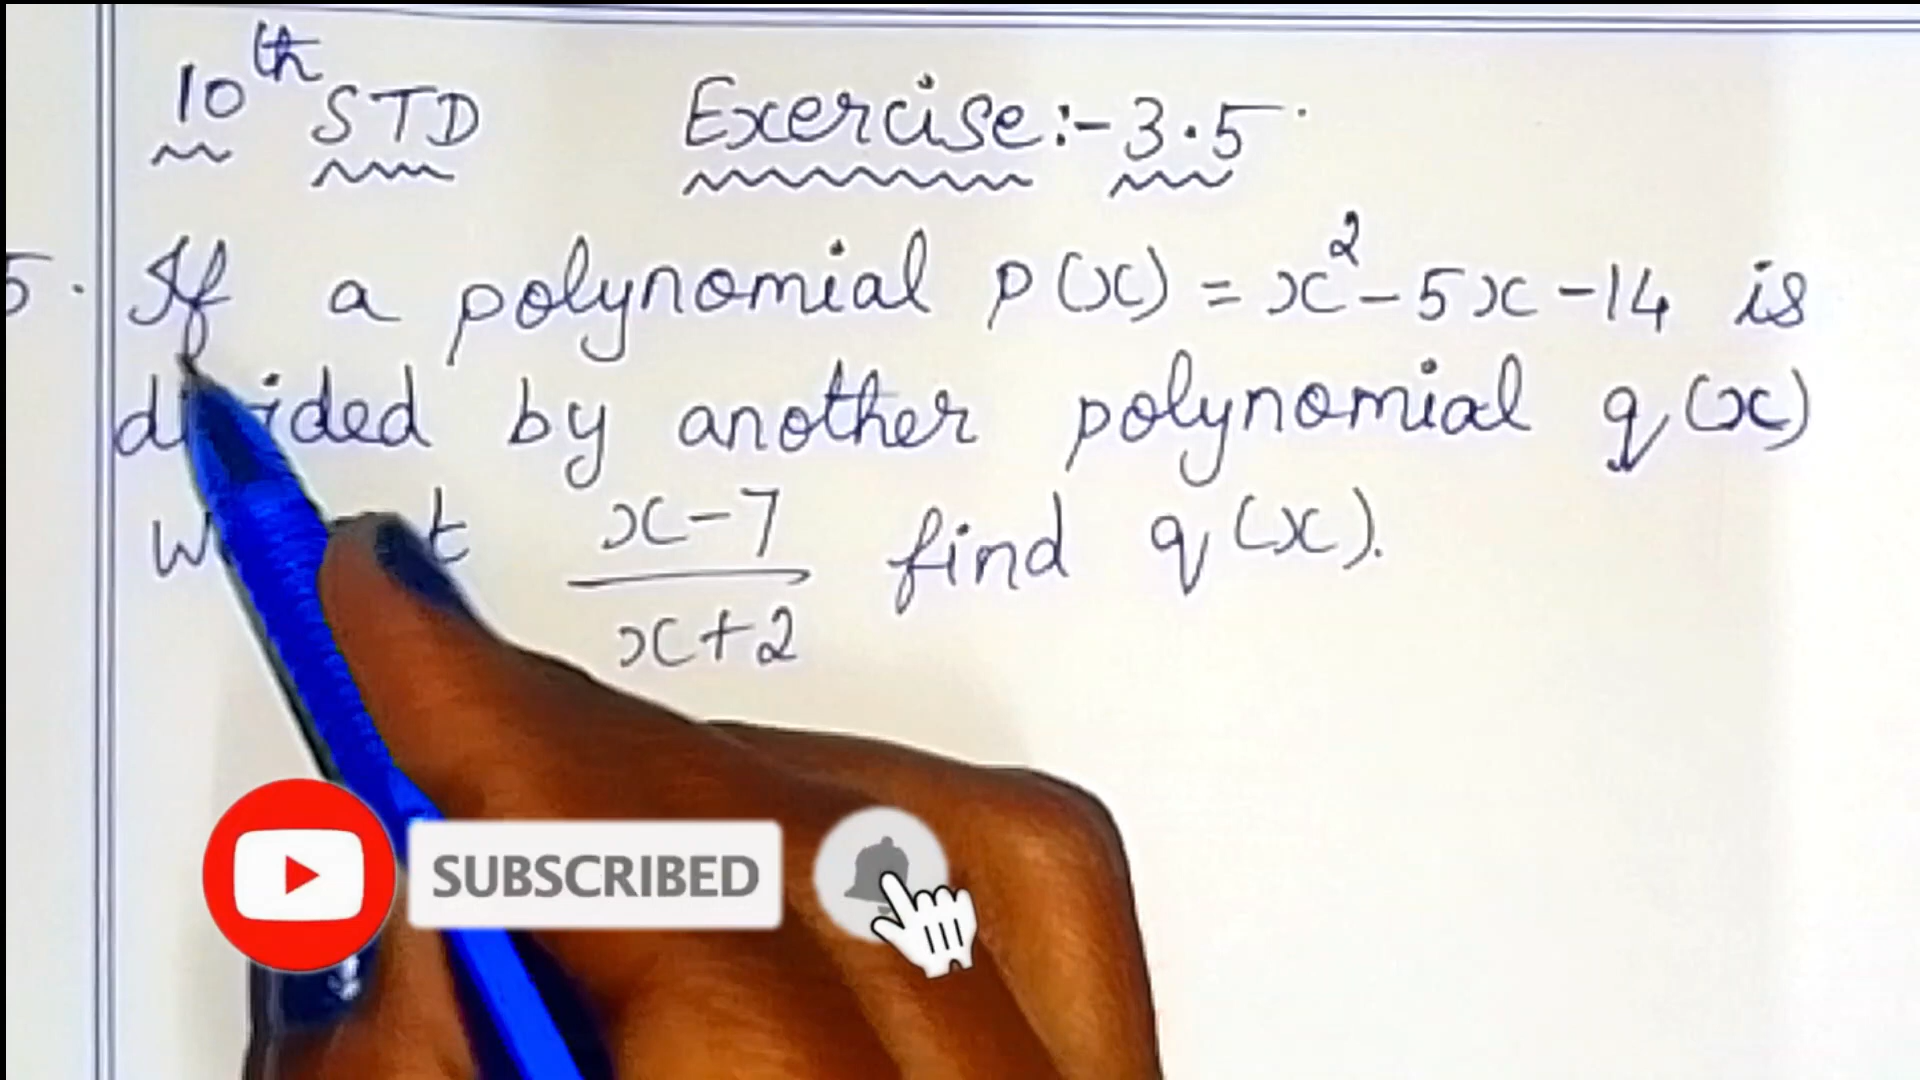 10th STD Exercise:- 3.5
5. If a polynomial p(x) = x² - 5x - 14 is
divided by another polynomial q(x)
x-7 find q(x).
x+2
SUBSCRIBED